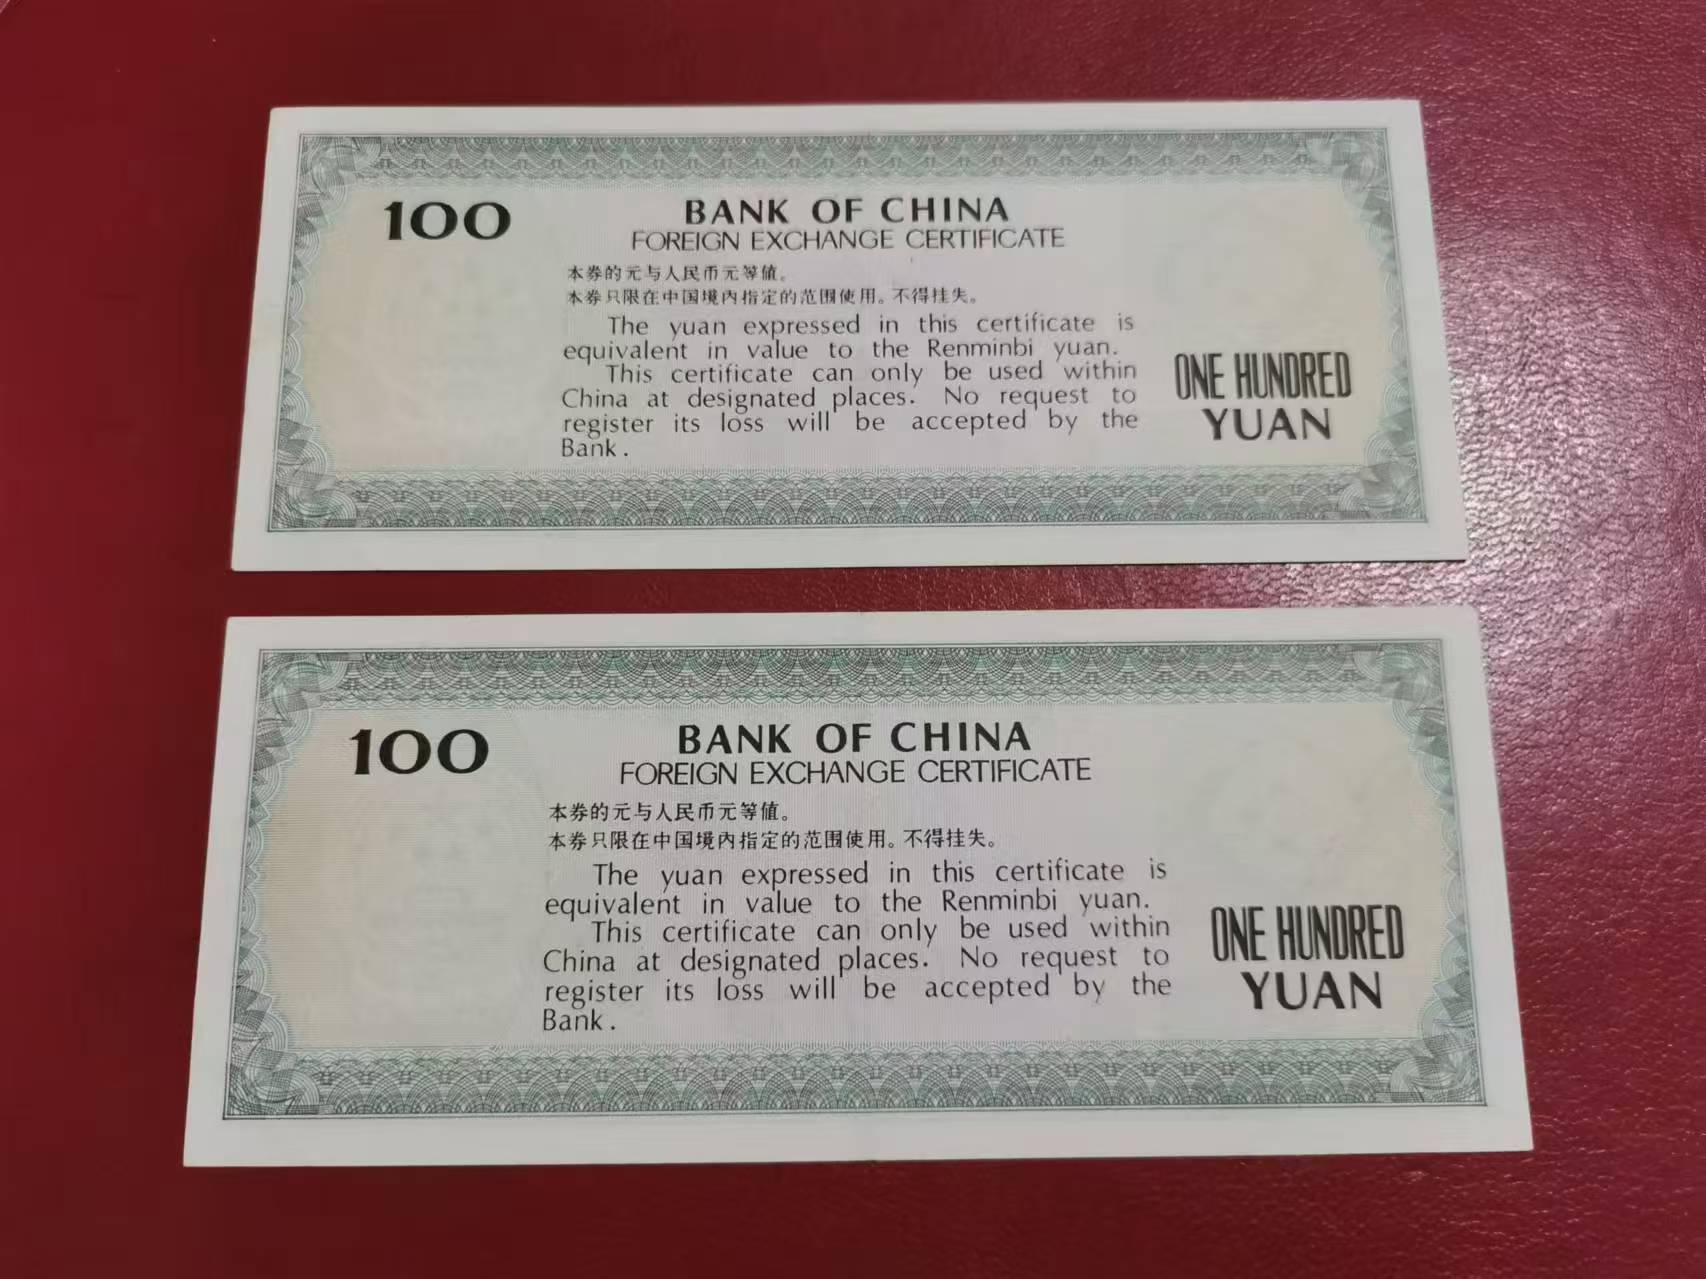 100
BANK OF CHINA
FOREIGN EXCHANGE CERTIFICATE
本券的元与人民币元等値。
本券只限在中国境内指定的范围使用。不得挂失。
The yuan expressed in this certificate is
equivalent in value to the Renminbi yuan.
This certificate can only be used within
China at designated places. No request to
register its loss will be accepted by the
Bank.
ONE HUNDRED
YUAN
100
BANK OF CHINA
FOREIGN EXCHANGE CERTIFICATE
本券的元与人民币元等値。
本券只限在中国境内指定的范围使用。不得挂失。
The yuan expressed in this certificate is
equivalent in value to the Renminbi yuan.
This certificate can only be used within
China at designated places. No request to
register its loss will be accepted by the
Bank.
ONE HUNDRED
YUAN